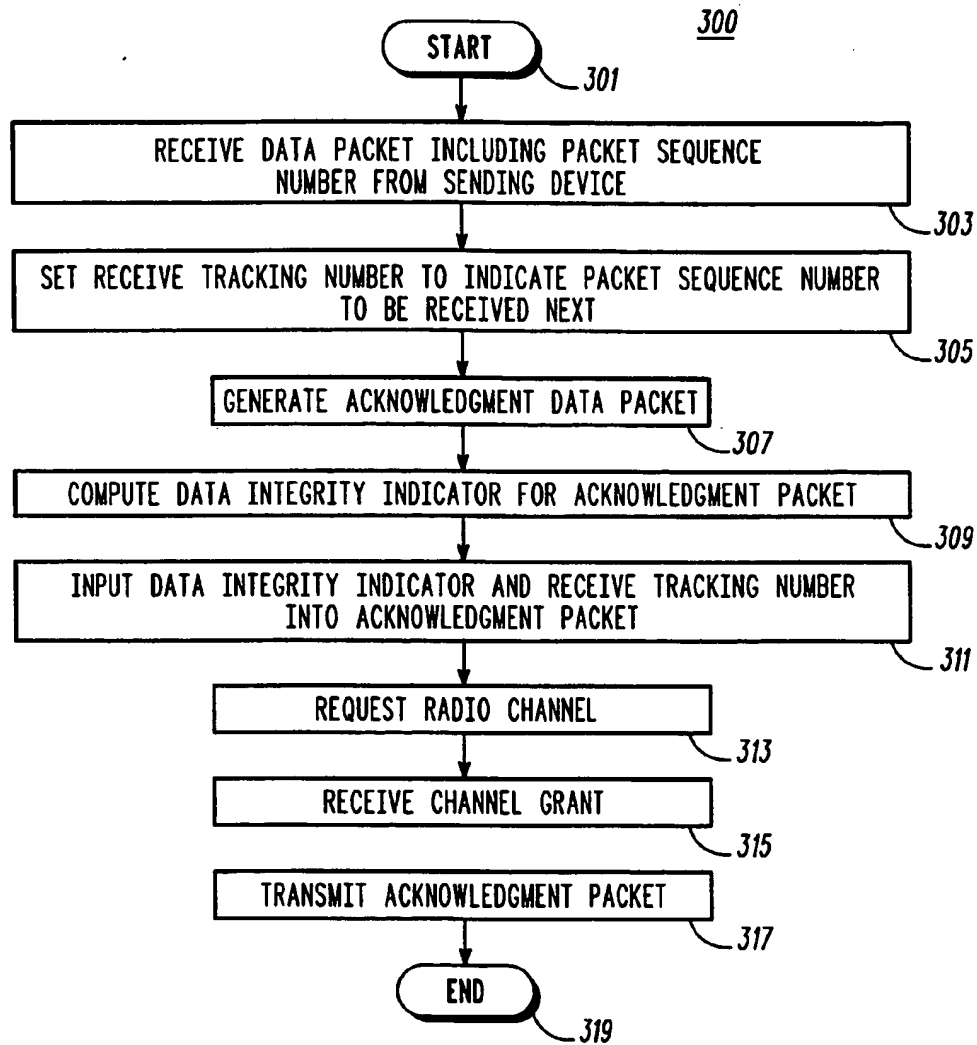 300
START
301
RECEIVE DATA PACKET INCLUDING PACKET SEQUENCE
NUMBER FROM SENDING DEVICE
303
SET RECEIVE TRACKING NUMBER TO INDICATE PACKET SEQUENCE NUMBER
TO BE RECEIVED NEXT
305
GENERATE ACKNOWLEDGMENT DATA PACKET
307
COMPUTE DATA INTEGRITY INDICATOR FOR ACKNOWLEDGMENT PACKET
309
INPUT DATA INTEGRITY INDICATOR AND RECEIVE TRACKING NUMBER
INTO ACKNOWLEDGMENT PACKET
311
REQUEST RADIO CHANNEL
313
RECEIVE CHANNEL GRANT
315
TRANSMIT ACKNOWLEDGMENT PACKET
317
END
319